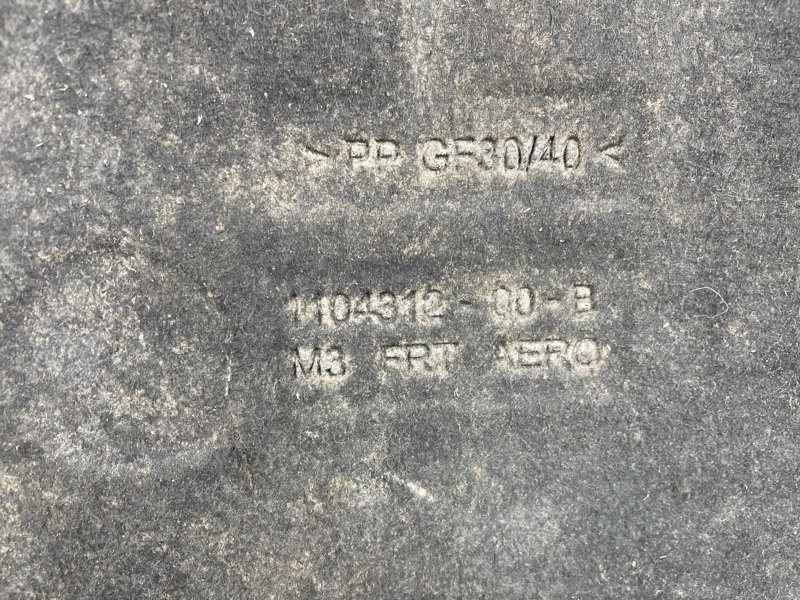 > PP GF30/40 <
1104312-00-B
M3 FRT AERO